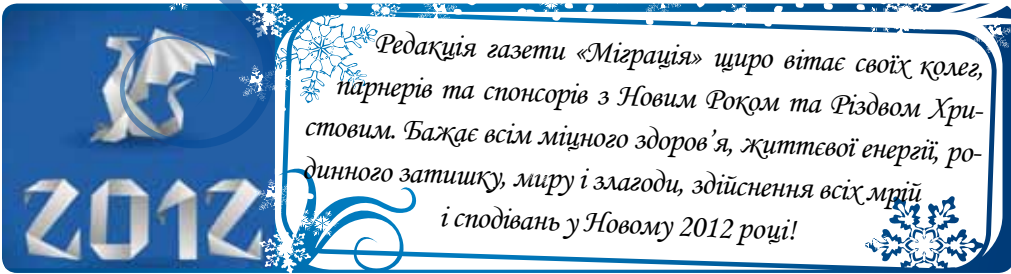 Редакція газети «Міграція» щиро вітає своїх колег,
партнерів та спонсорів з Новим Роком та Різдвом Хри-
стовим. Бажає всім міцного здоров’я, життєвої енергії, ро-
динного затишку, миру і злагоди, здійснення всіх мрій
і сподівань у Новому 2012 році!
2012